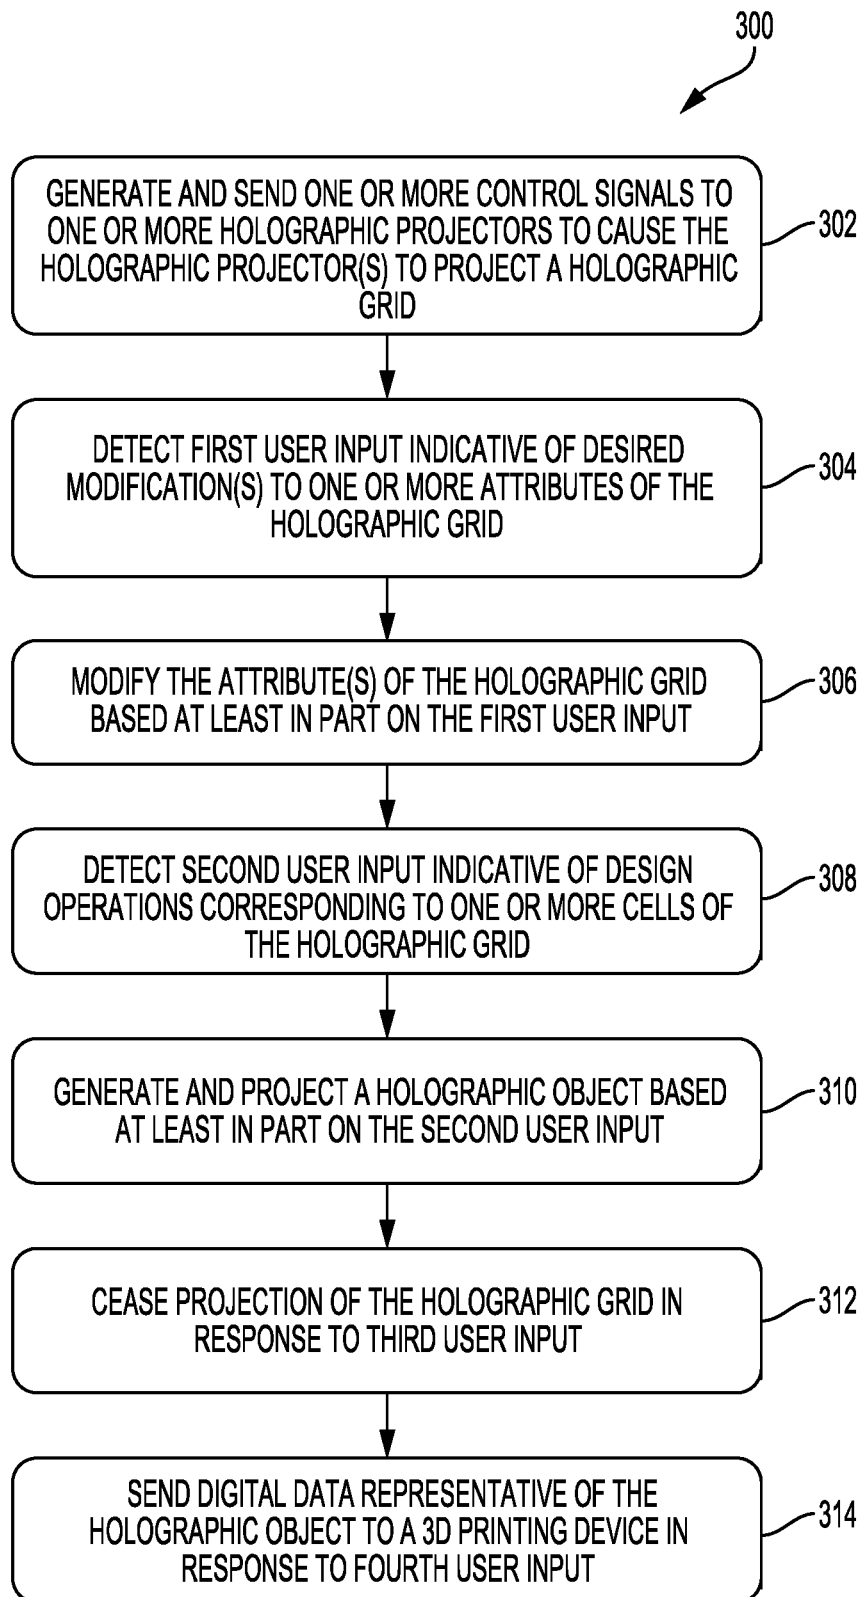 300
GENERATE AND SEND ONE OR MORE CONTROL SIGNALS TO
ONE OR MORE HOLOGRAPHIC PROJECTORS TO CAUSE THE
HOLOGRAPHIC PROJECTOR(S) TO PROJECT A HOLOGRAPHIC
GRID
302
DETECT FIRST USER INPUT INDICATIVE OF DESIRED
MODIFICATION(S) TO ONE OR MORE ATTRIBUTES OF THE
HOLOGRAPHIC GRID
304
MODIFY THE ATTRIBUTE(S) OF THE HOLOGRAPHIC GRID
BASED AT LEAST IN PART ON THE FIRST USER INPUT
306
DETECT SECOND USER INPUT INDICATIVE OF DESIGN
OPERATIONS CORRESPONDING TO ONE OR MORE CELLS OF
THE HOLOGRAPHIC GRID
308
GENERATE AND PROJECT A HOLOGRAPHIC OBJECT BASED
AT LEAST IN PART ON THE SECOND USER INPUT
310
CEASE PROJECTION OF THE HOLOGRAPHIC GRID IN
RESPONSE TO THIRD USER INPUT
312
SEND DIGITAL DATA REPRESENTATIVE OF THE
HOLOGRAPHIC OBJECT TO A 3D PRINTING DEVICE IN
RESPONSE TO FOURTH USER INPUT
314